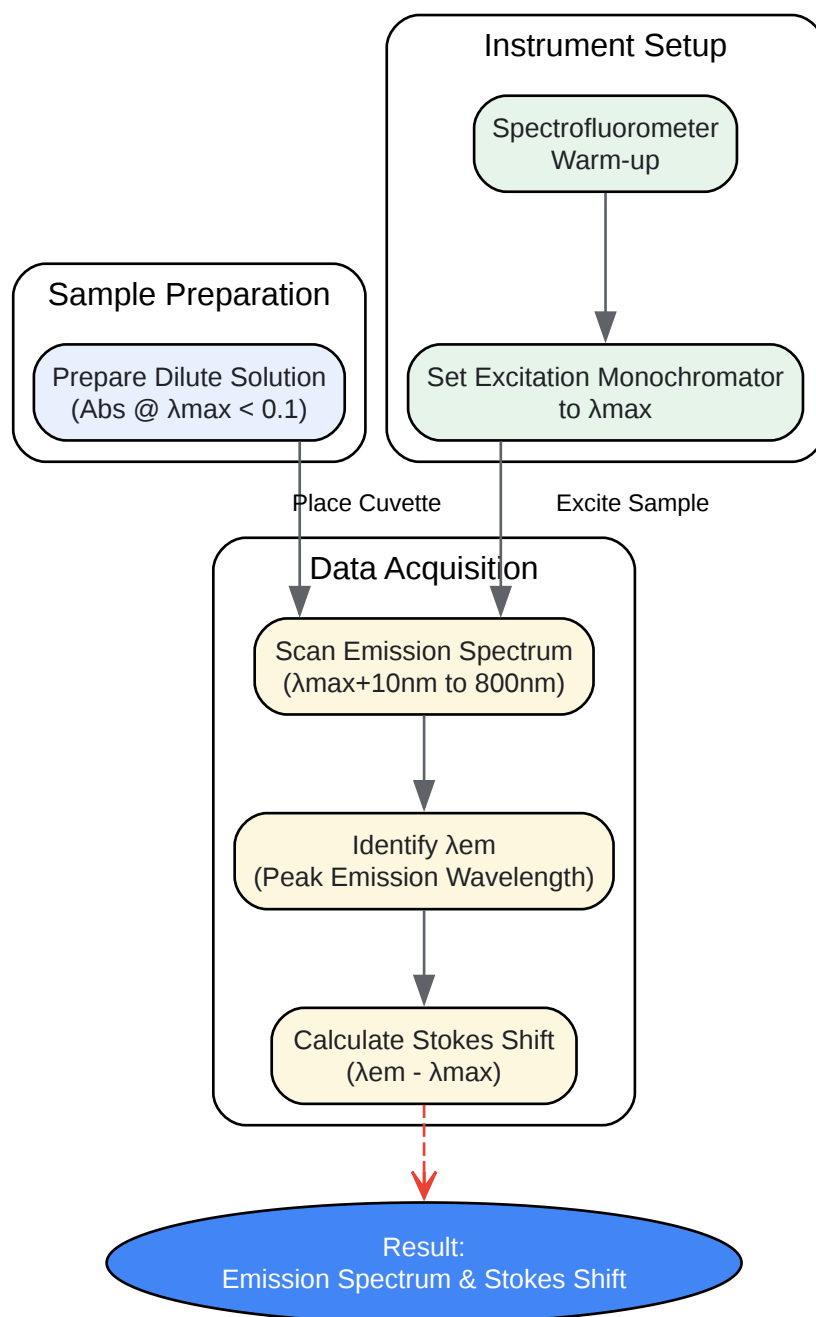 Instrument Setup
Spectrofluorometer
Warm-up
Sample Preparation
Prepare Dilute Solution
(Abs @ λmax < 0.1)
Set Excitation Monochromator
to λmax
Place Cuvette
Excite Sample
Data Acquisition
Scan Emission Spectrum
(λmax+10nm to 800nm)
Identify λem
(Peak Emission Wavelength)
Calculate Stokes Shift
(λem - λmax)
Result:
Emission Spectrum & Stokes Shift